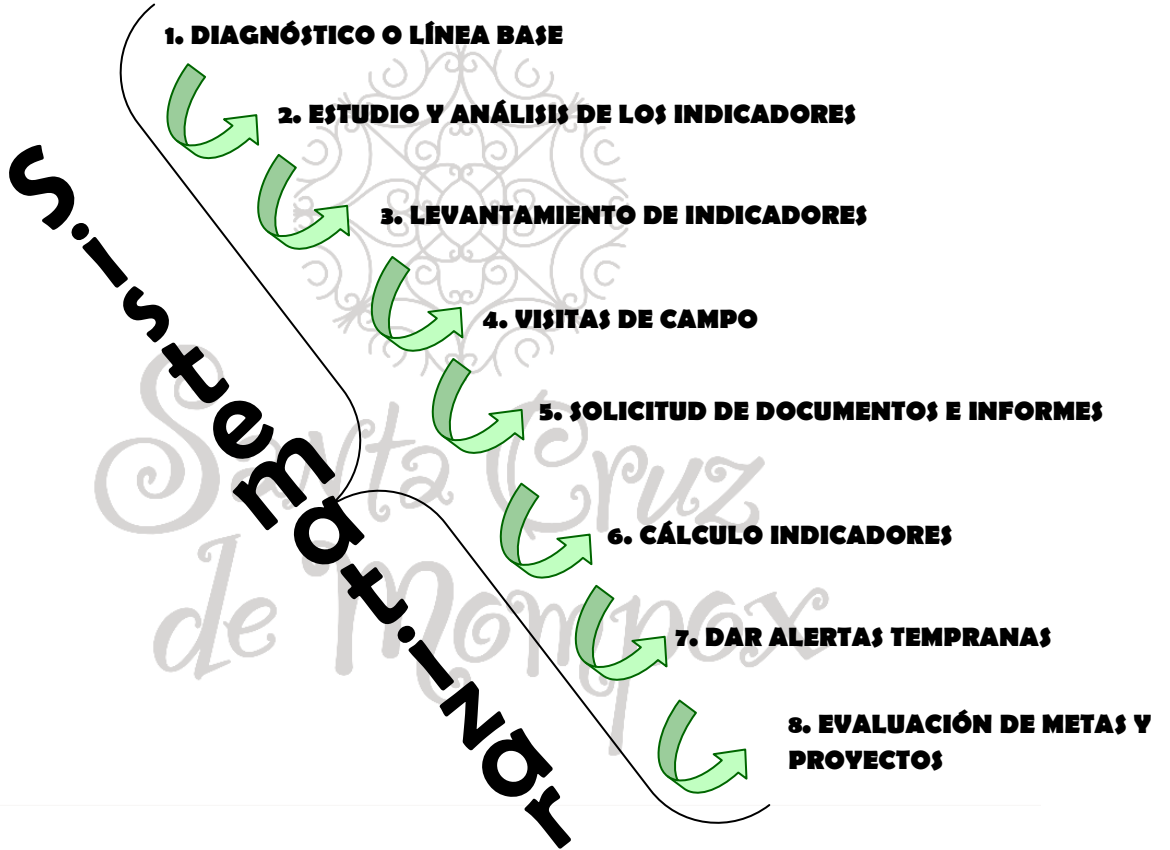 1. DIAGNÓSTICO O LÍNEA BASE
2. ESTUDIO Y ANÁLISIS DE LOS INDICADORES
3. LEVANTAMIENTO DE INDICADORES
4. VISITAS DE CAMPO
5. SOLICITUD DE DOCUMENTOS E INFORMES
6. CÁLCULO INDICADORES
7. DAR ALERTAS TEMPRANAS
8. EVALUACIÓN DE METAS Y
PROYECTOS
SistematiZar
Santa Cruz
de Mompox